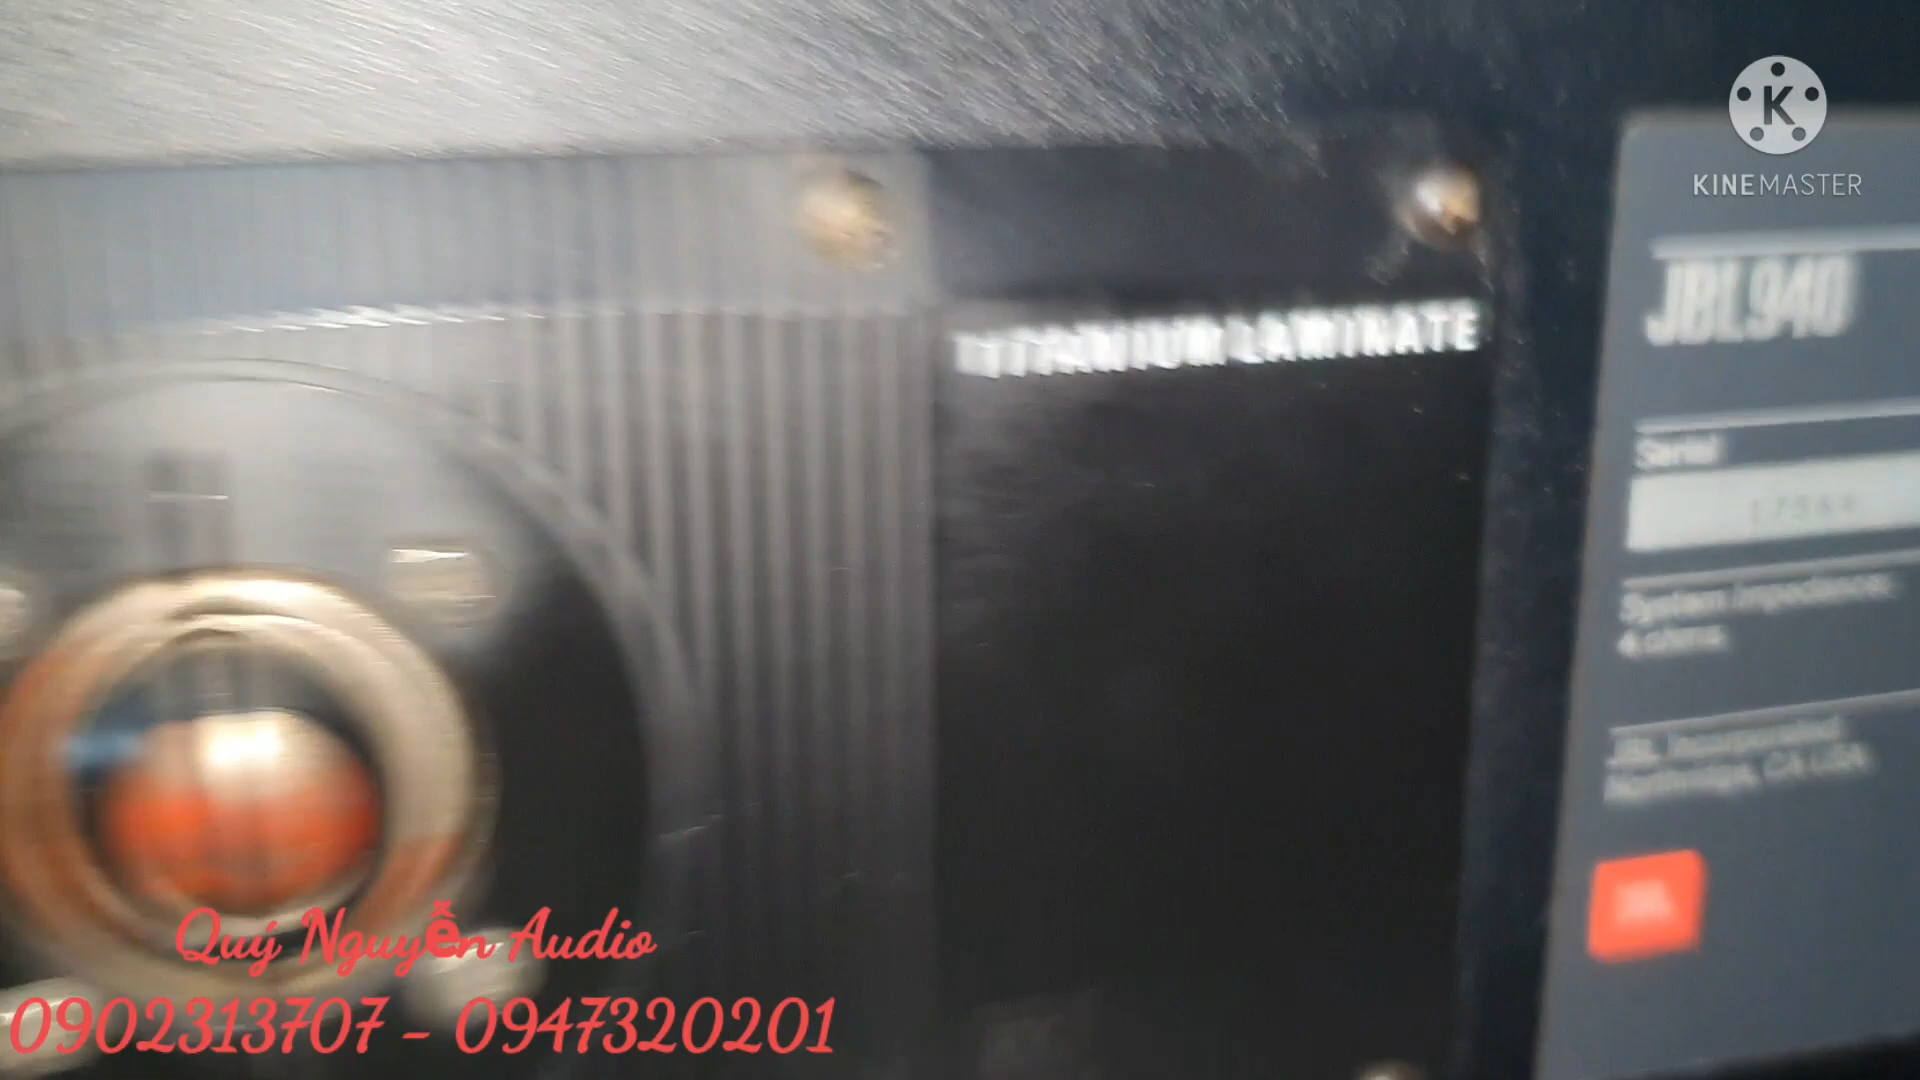 KINEMASTER
JBL940
TITANIUM LAMINATE
Serial
System Impedance:
4 ohms
JBL Incorporated
Northridge, CA USA
JBL
Quý Nguyễn Audio
0902313707 - 0947320201